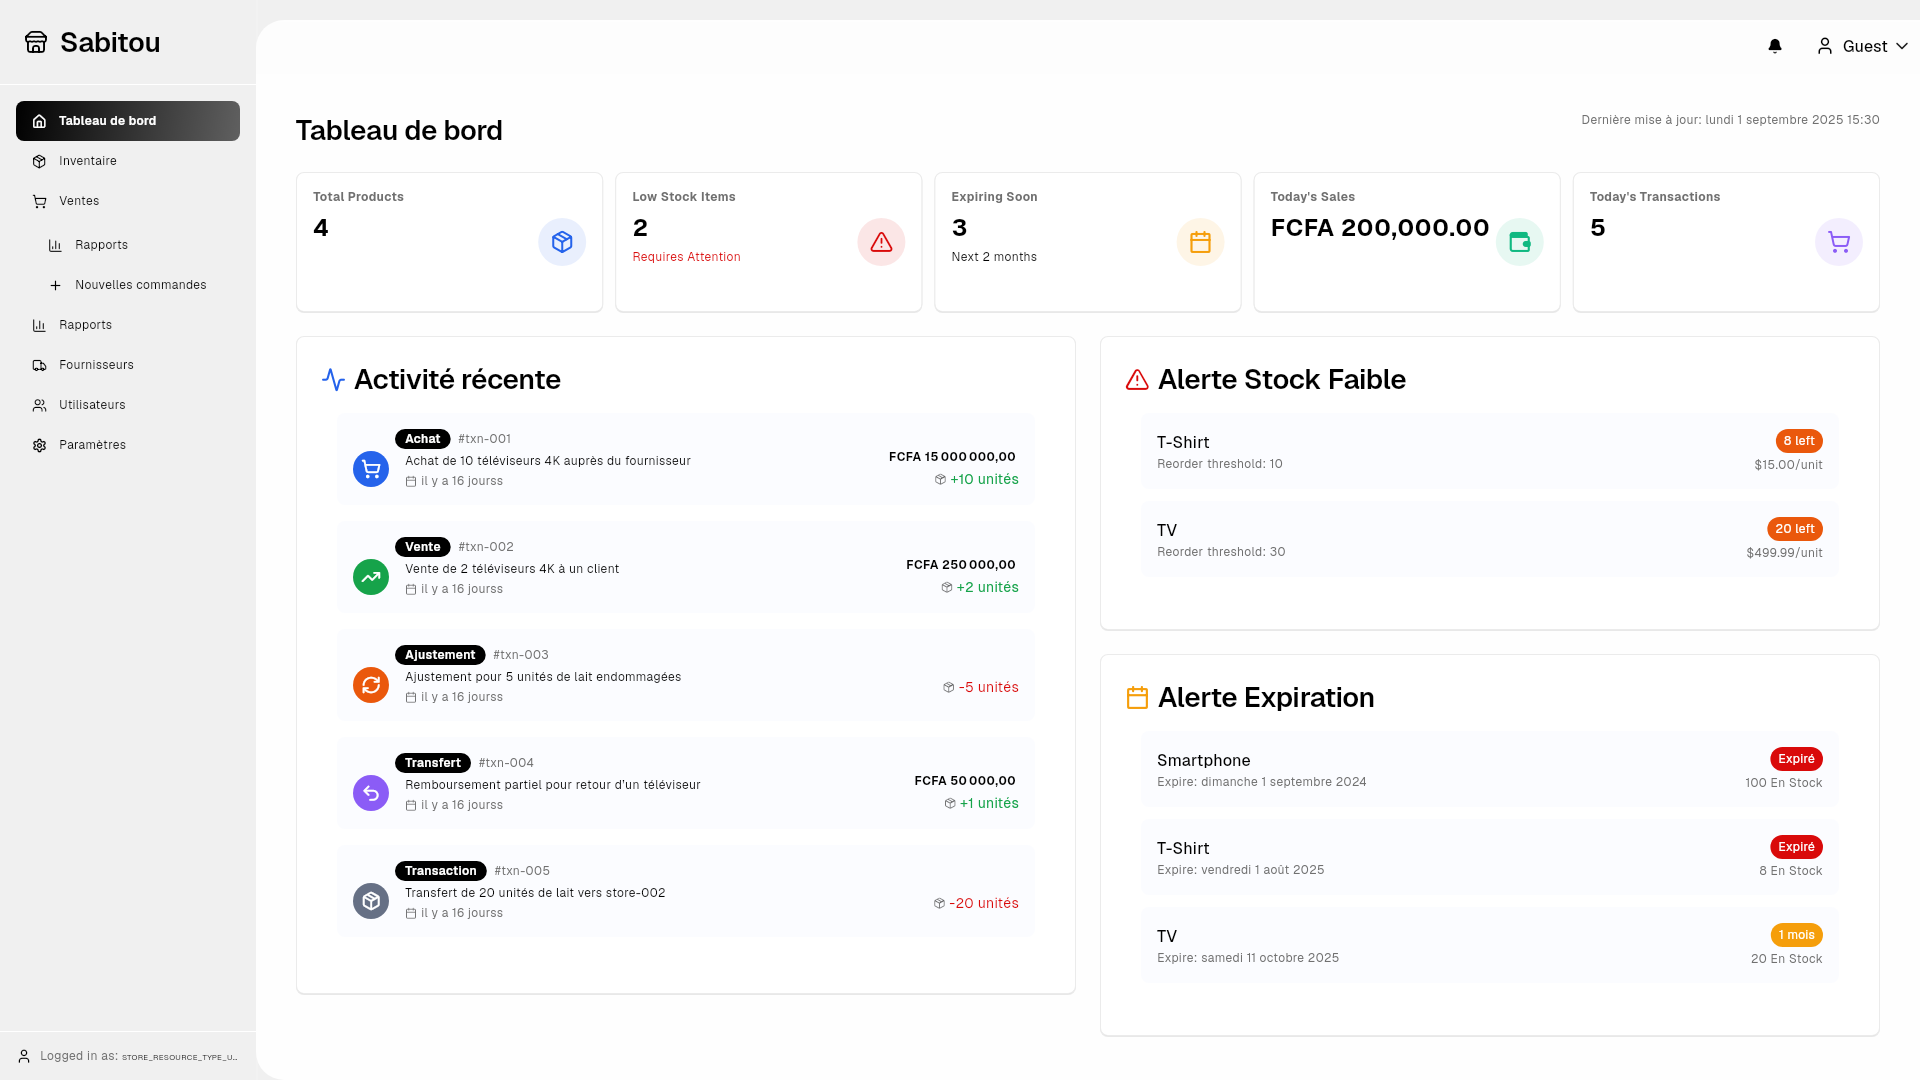 Sabitou
Guest
Tableau de bord
Inventaire
Ventes
Rapports
Nouvelles commandes
Rapports
Fournisseurs
Utilisateurs
Paramètres
Logged in as: STORE_RESOURCE_TYPE_U...
Tableau de bord
Dernière mise à jour: lundi 1 septembre 2025 15:30
Total Products
4
Low Stock Items
2
Requires Attention
Expiring Soon
3
Next 2 months
Today's Sales
FCFA 200,000.00
Today's Transactions
5
Activité récente
Achat #txn-001
Achat de 10 téléviseurs 4K auprès du fournisseur
il y a 16 jourss
FCFA 15 000 000,00
+10 unités
Vente #txn-002
Vente de 2 téléviseurs 4K à un client
il y a 16 jourss
FCFA 250 000,00
+2 unités
Ajustement #txn-003
Ajustement pour 5 unités de lait endommagées
il y a 16 jourss
-5 unités
Transfert #txn-004
Remboursement partiel pour retour d'un téléviseur
il y a 16 jourss
FCFA 50 000,00
+1 unités
Transaction #txn-005
Transfert de 20 unités de lait vers store-002
il y a 16 jourss
-20 unités
Alerte Stock Faible
T-Shirt
Reorder threshold: 10
8 left
$15.00/unit
TV
Reorder threshold: 30
20 left
$499.99/unit
Alerte Expiration
Smartphone
Expire: dimanche 1 septembre 2024
Expiré
100 En Stock
T-Shirt
Expire: vendredi 1 août 2025
Expiré
8 En Stock
TV
Expire: samedi 11 octobre 2025
1 mois
20 En Stock